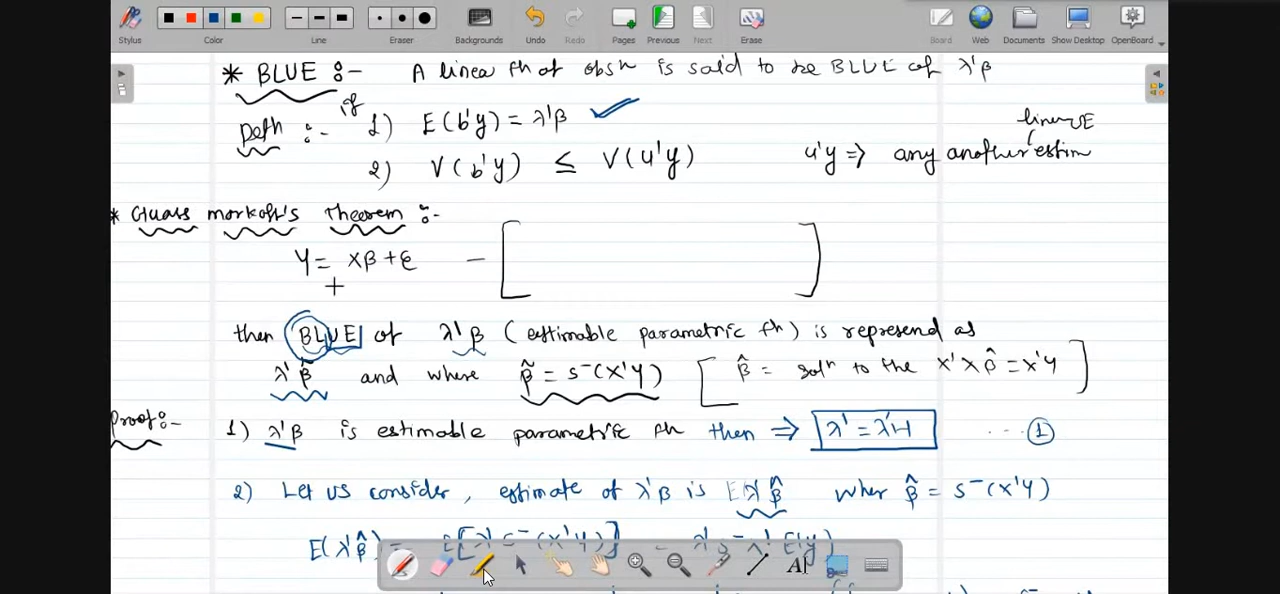 Stylus Color Line Eraser Backgrounds Undo Redo Pages Previous Next Erase Board Web Documents Show Desktop OpenBoard
* BLUE :- A linear fn of obsn is said to be BLUE of λ'β
if
Defn :- 1) E(b'y) = λ'β
linear UE
2) V(b'y) ≤ V(u'y) u'y ⇒ any another estim
* Guass markoff's Theorem :-
Y = Xβ + ε - [ ]
+
then BLUE of λ'β (estimable parametric fn) is represend as
λ'β̂ and where β̂ = s⁻(x'y) [ β̂ = soln to the x'xβ̂ = x'y ]
Proof :- 1) λ'β is estimable parametric fn then ⇒ λ' = λ'H ... ①
2) Let us consider, estimate of λ'β is E(λ'β̂ wher β̂ = s⁻(x'y)
E(λ'β̂) = E[λ's⁻(x'y)]